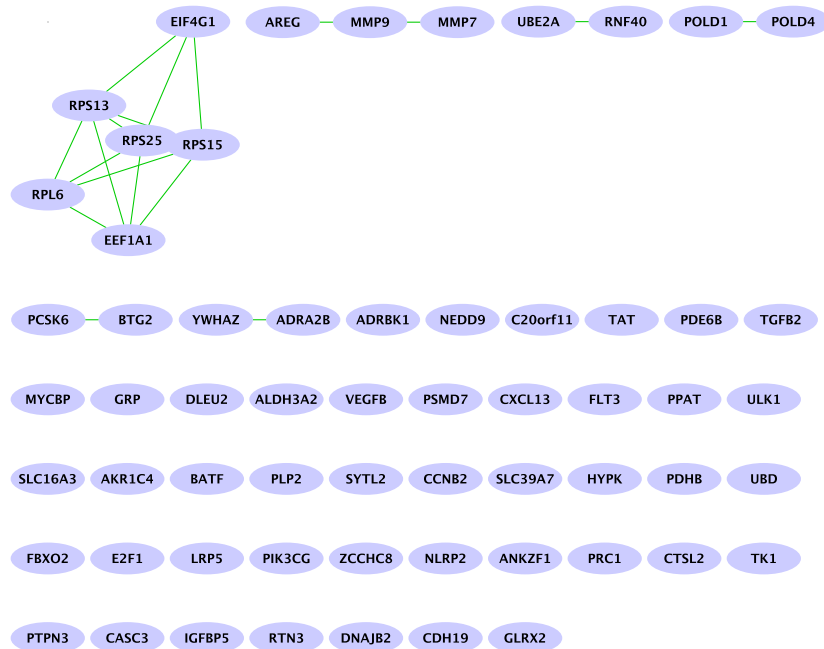 EIF4G1 AREG MMP9 MMP7 UBE2A RNF40 POLD1 POLD4
RPS13
RPS25 RPS15
RPL6
EEF1A1
PCSK6 BTG2 YWHAZ ADRA2B ADRBK1 NEDD9 C20orf11 TAT PDE6B TGFB2
MYCBP GRP DLEU2 ALDH3A2 VEGFB PSMD7 CXCL13 FLT3 PPAT ULK1
SLC16A3 AKR1C4 BATF PLP2 SYTL2 CCNB2 SLC39A7 HYPK PDHB UBD
FBXO2 E2F1 LRP5 PIK3CG ZCCHC8 NLRP2 ANKZF1 PRC1 CTSL2 TK1
PTPN3 CASC3 IGFBP5 RTN3 DNAJB2 CDH19 GLRX2